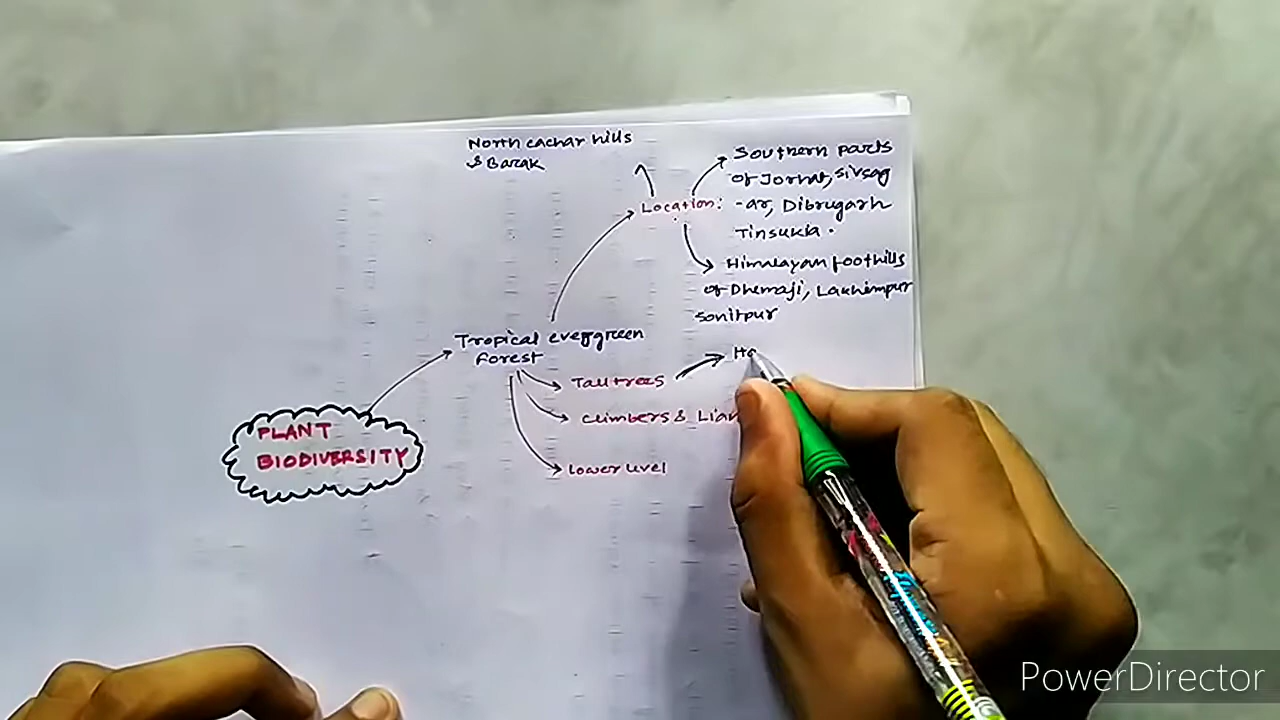 North cachar hills
& Barak
Southern parts
of Jorhat, Sivsag
-ar, Dibrugarh
Tinsukia.
Location:
Himalayan foothills
of Dhemaji, Lakhimpur
Sonitpur
Tropical evergreen
forest
Ho
Tall trees
climbers & Lian
Lower level
PLANT
BIODIVERSITY
PowerDirector